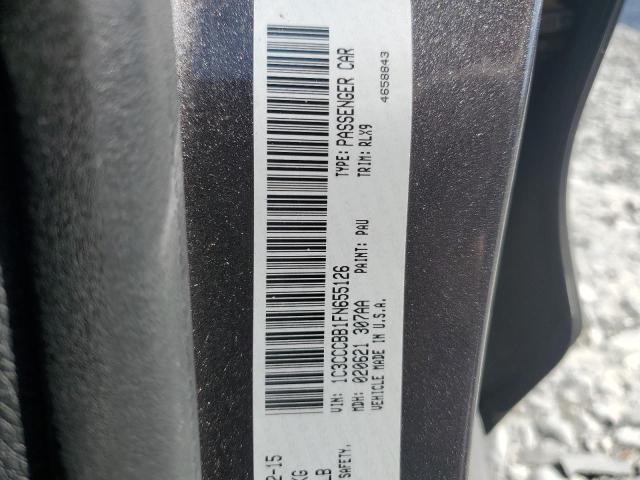 2-15
KG
LB
SAFETY,
VIN: 1C3CCCBB1FN655126
TYPE: PASSENGER CAR
MDH: 020621 307AA PAINT: PAU TRIM: RLX9
VEHICLE MADE IN U.S.A.
4658843